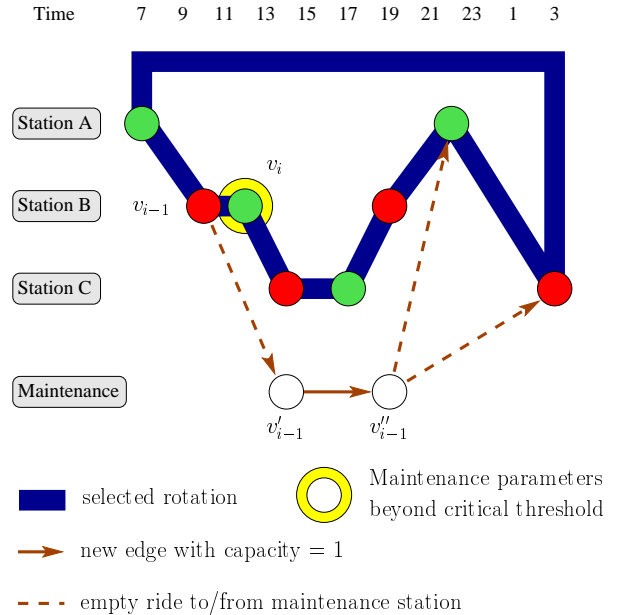 Time 7 9 11 13 15 17 19 21 23 1 3
Station A
v_i
Station B
v_{i−1}
Station C
Maintenance
v′_{i−1} v″_{i−1}
selected rotation
Maintenance parameters
beyond critical threshold
new edge with capacity = 1
empty ride to/from maintenance station